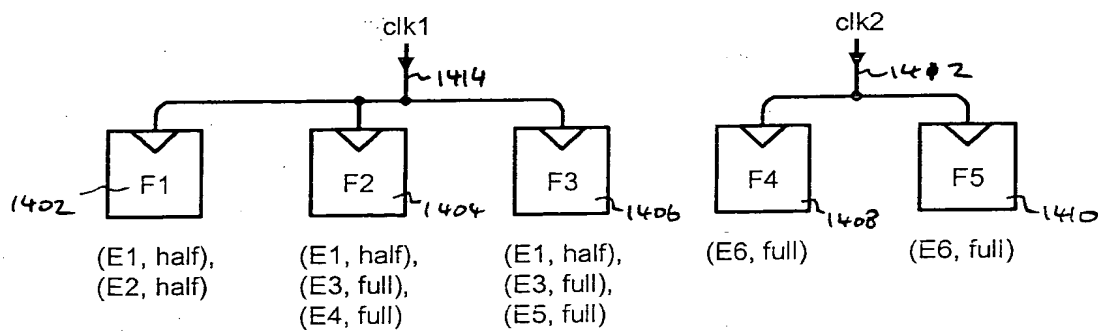 clk1
clk2
1414
1412
F1
F2
F3
F4
F5
1402
1404
1406
1408
1410
(E1, half),
(E2, half)
(E1, half),
(E3, full),
(E4, full)
(E1, half),
(E3, full),
(E5, full)
(E6, full)
(E6, full)